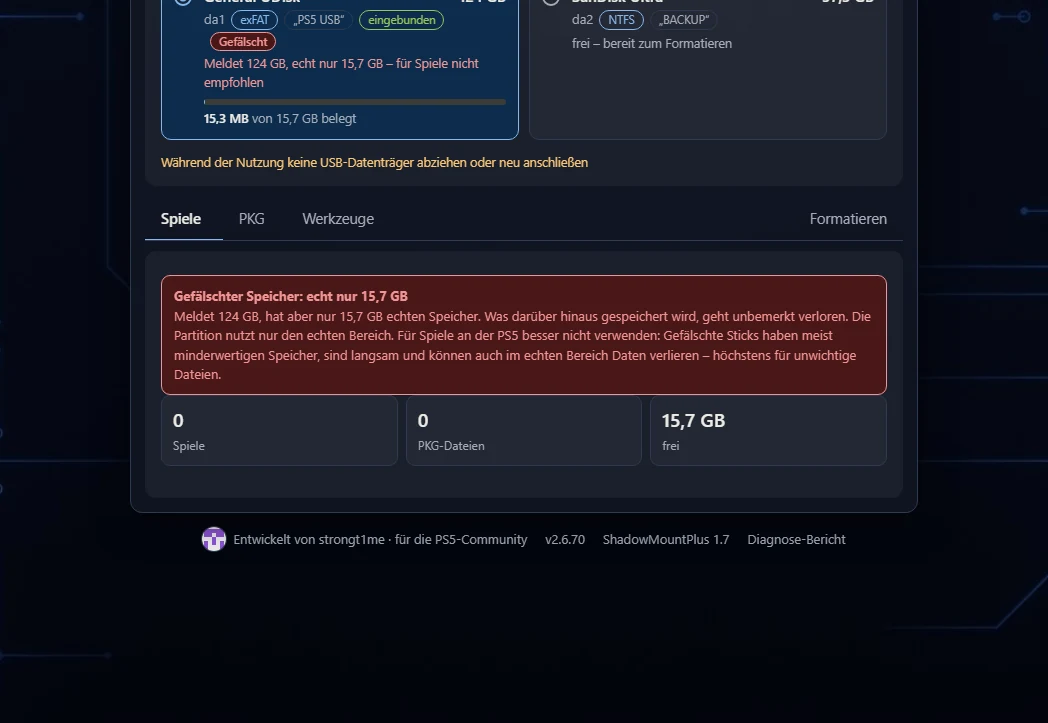 General UDisk 124 GB
da1 exFAT „PS5 USB“ eingebunden
Gefälscht
Meldet 124 GB, echt nur 15,7 GB – für Spiele nicht
empfohlen
15,3 MB von 15,7 GB belegt
SanDisk Ultra
da2 NTFS „BACKUP“
frei – bereit zum Formatieren
Während der Nutzung keine USB-Datenträger abziehen oder neu anschließen
Spiele PKG Werkzeuge Formatieren
Gefälschter Speicher: echt nur 15,7 GB
Meldet 124 GB, hat aber nur 15,7 GB echten Speicher. Was darüber hinaus gespeichert wird, geht unbemerkt verloren. Die
Partition nutzt nur den echten Bereich. Für Spiele an der PS5 besser nicht verwenden: Gefälschte Sticks haben meist
minderwertigen Speicher, sind langsam und können auch im echten Bereich Daten verlieren – höchstens für unwichtige
Dateien.
0
Spiele
0
PKG-Dateien
15,7 GB
frei
Entwickelt von strongt1me · für die PS5-Community v2.6.70 ShadowMountPlus 1.7 Diagnose-Bericht